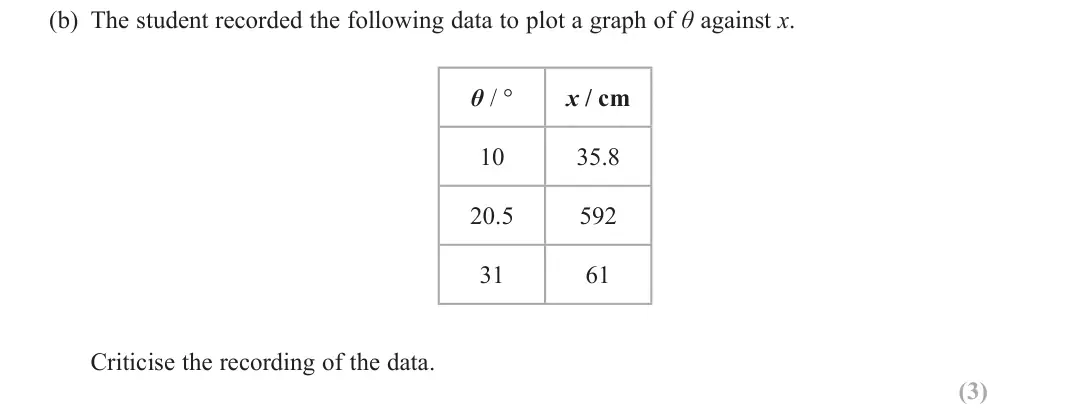 (b) The student recorded the following data to plot a graph of θ against x.
θ / ° x / cm
10 35.8
20.5 592
31 61
Criticise the recording of the data.
(3)